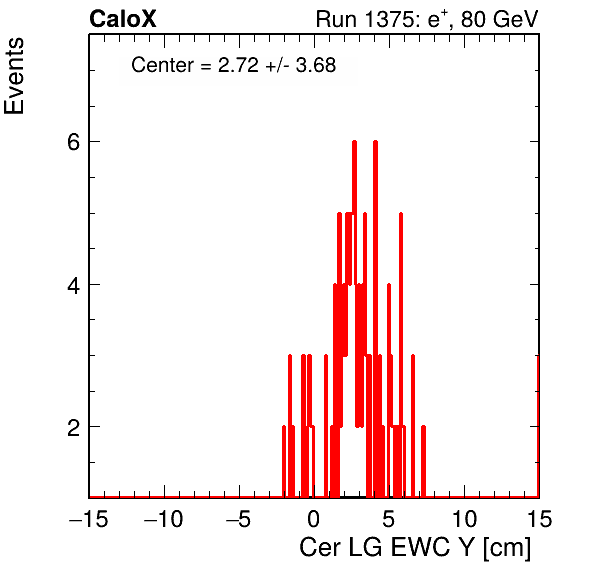 CaloX Run 1375: e⁺, 80 GeV
Events
Center = 2.72 +/- 3.68
6
4
2
−15 −10 −5 0 5 10 15
Cer LG EWC Y [cm]